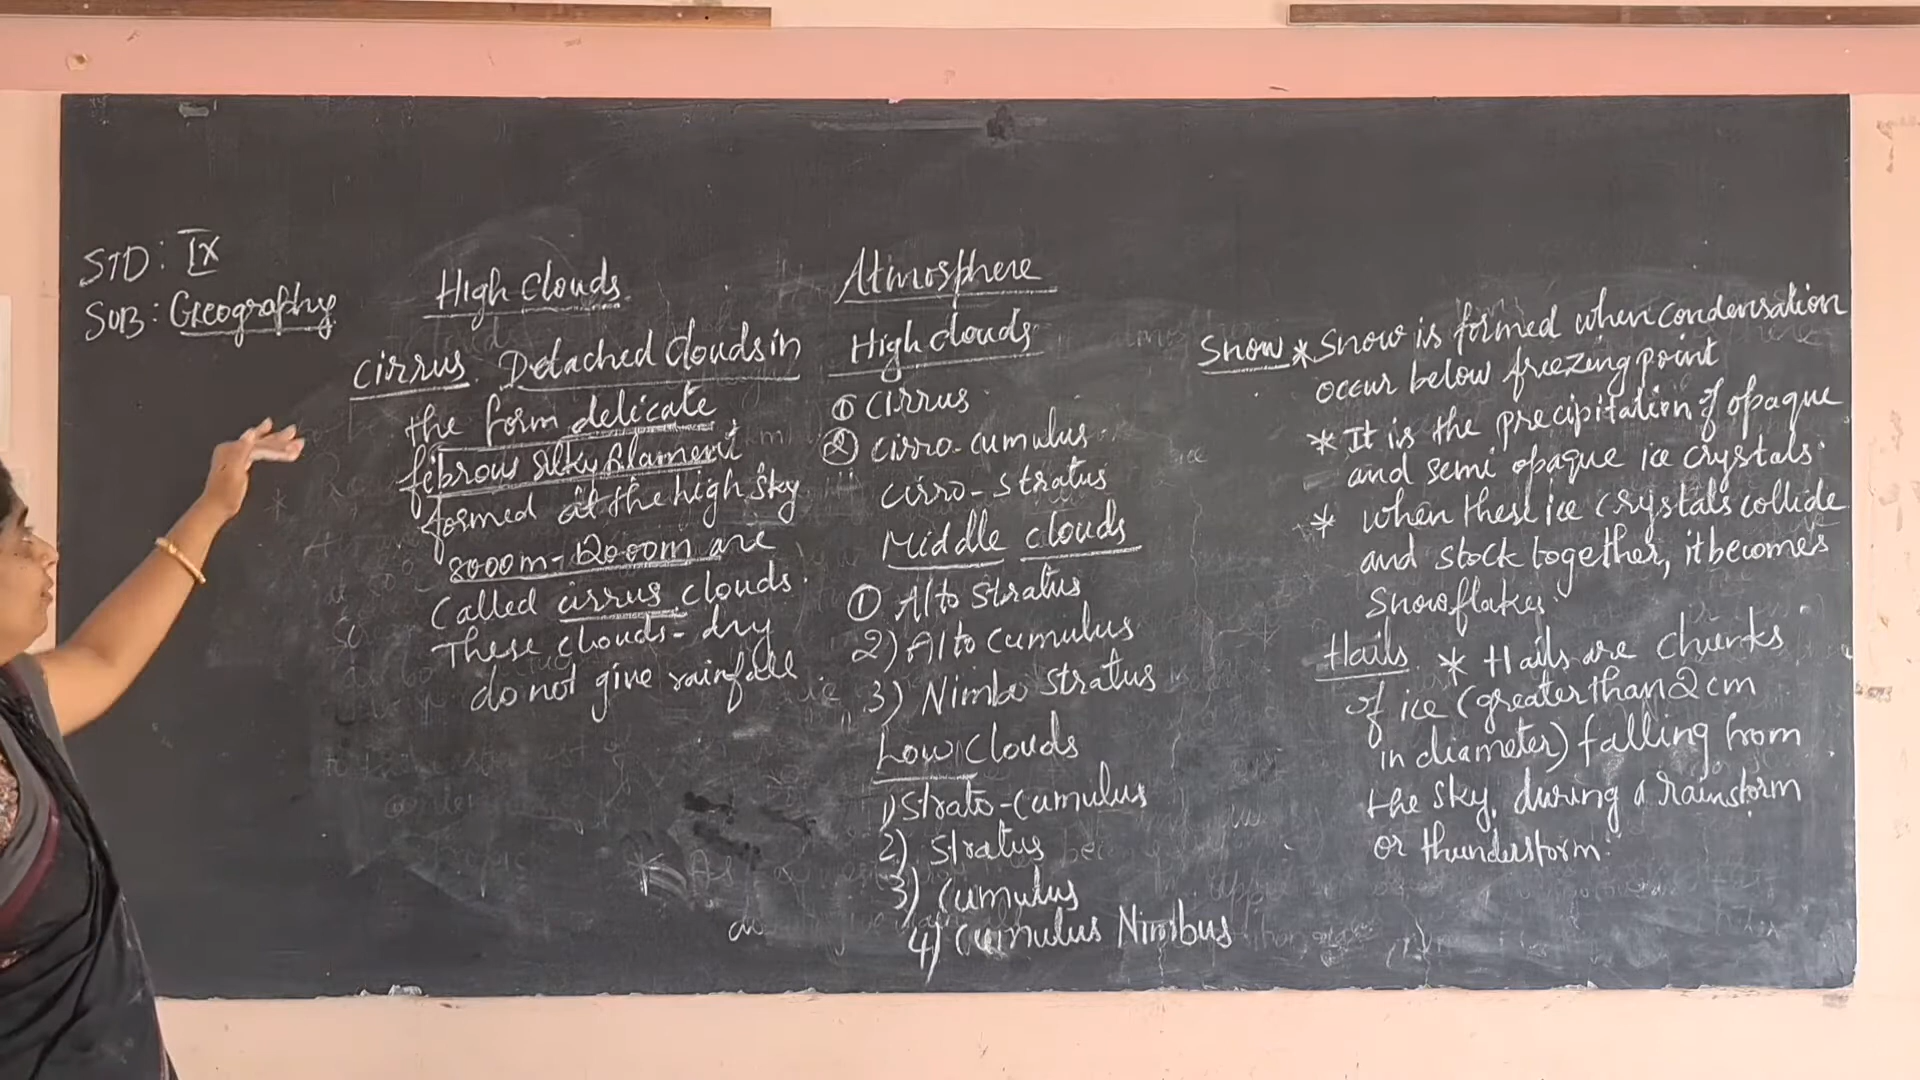 STD: IX
SUB: Geography
High Clouds
Cirrus. Detached Clouds in
the form delicate
febrous silky filament
formed at the high sky
8000m-12000m are
Called cirrus clouds.
These clouds- dry
do not give rainfall
Atmosphere
High clouds
① Cirrus
② Cirro-cumulus
Cirro-stratus
Middle clouds
① Alto stratus
2) Alto cumulus
3) Nimbo stratus
Low clouds
1) Strato-cumulus
2) Stratus
3) Cumulus
4) Cumulus Nimbus
Snow * Snow is formed when condensation
occur below freezing point
* It is the precipitation of opaque
and semi opaque ice crystals.
* when these ice crystals collide
and stock together, it becomes
Snowflakes.
Hails. * Hails are chunks
of ice (greater than 2 cm
in diameter) falling from
the sky, during a rainstorm
or thunderstorm.